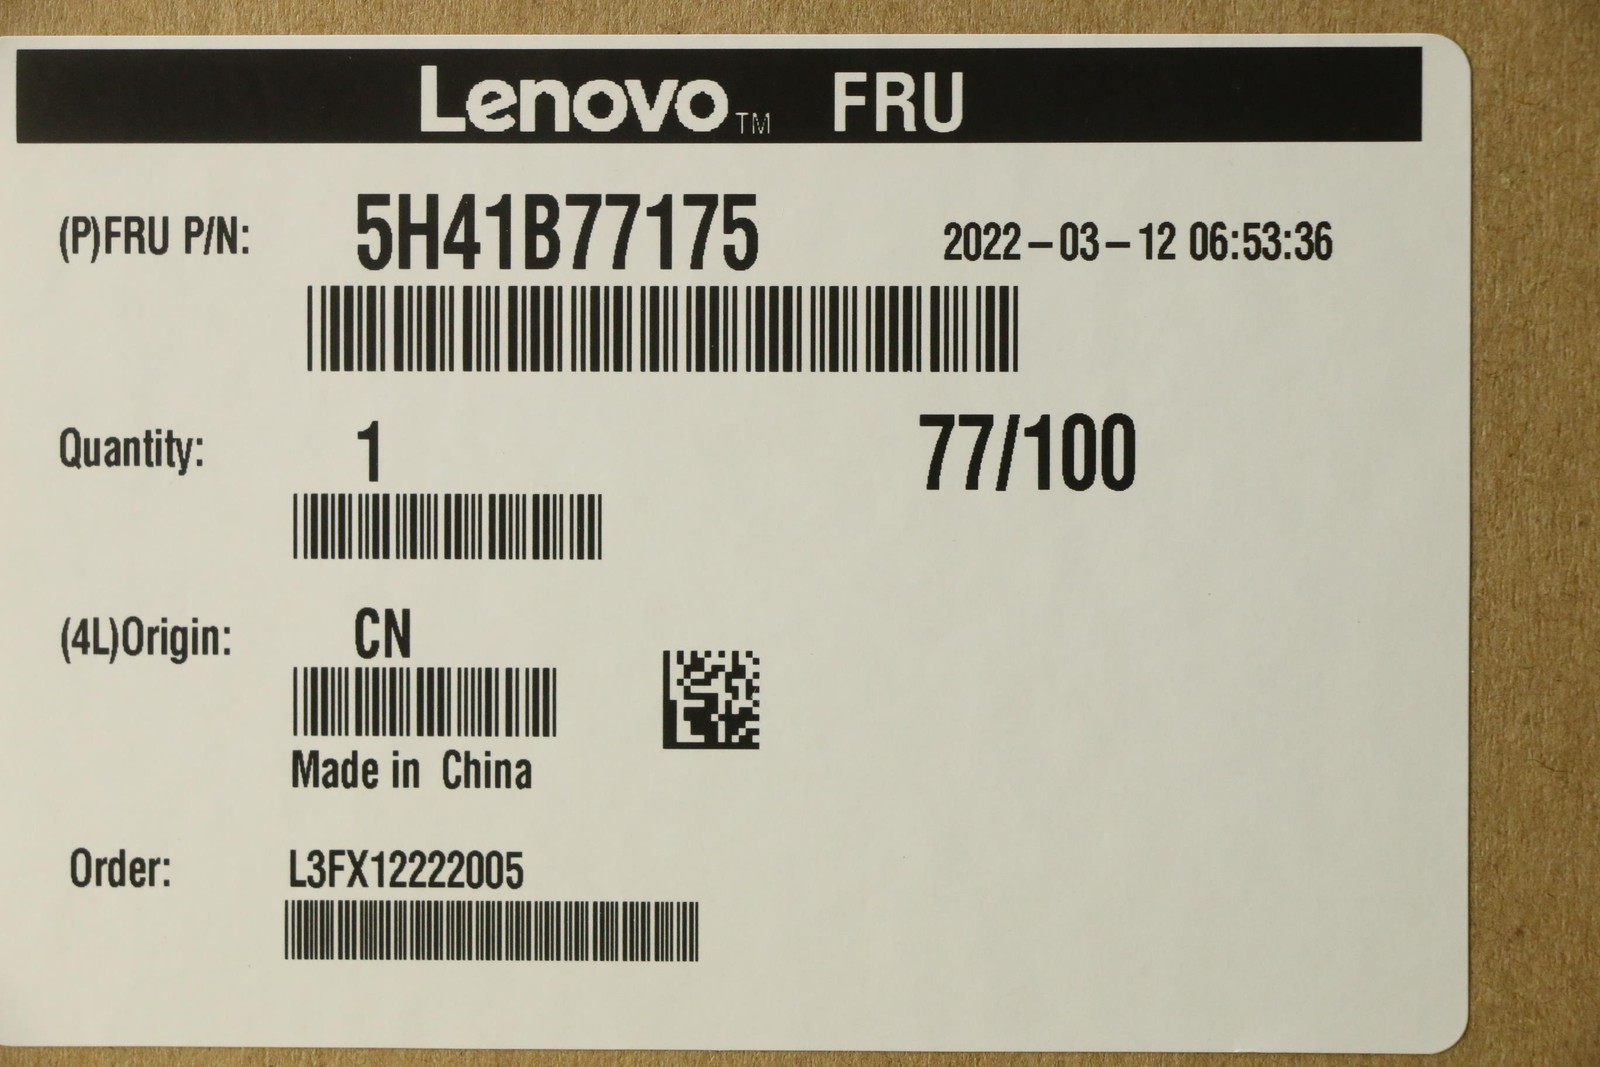 Lenovo™ FRU
(P)FRU P/N: 5H41B77175 2022-03-12 06:53:36
Quantity: 1 77/100
(4L)Origin: CN
Made in China
Order: L3FX12222005